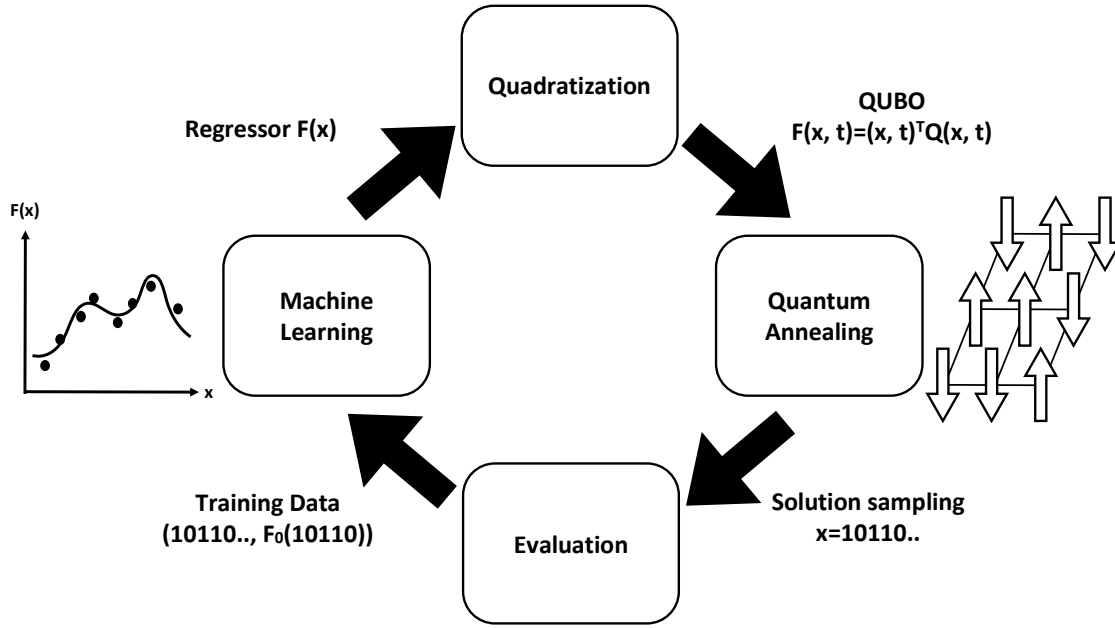 Quadratization
Regressor F(x)
QUBO
F(x, t)=(x, t)ᵀQ(x, t)
F(x)
x
Machine
Learning
Quantum
Annealing
Training Data
(10110.., F₀(10110))
Evaluation
Solution sampling
x=10110..